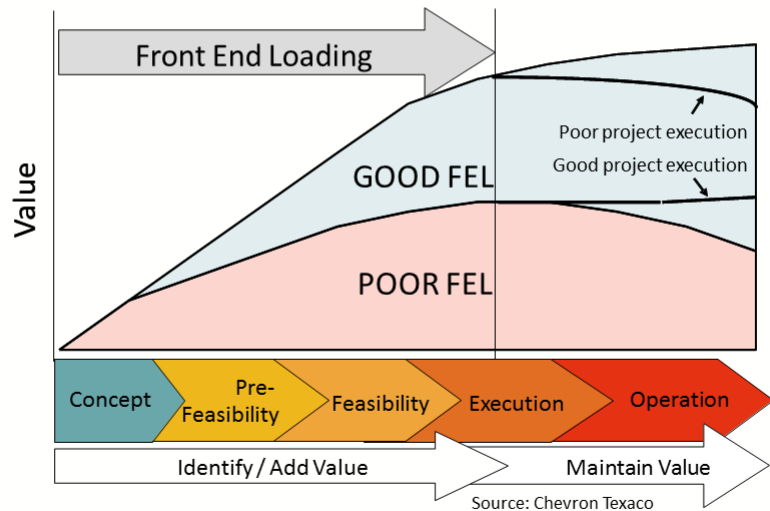 Front End Loading
Value
Poor project execution
Good project execution
GOOD FEL
POOR FEL
Concept
Pre-
Feasibility
Feasibility
Execution
Operation
Identify / Add Value
Maintain Value
Source: Chevron Texaco